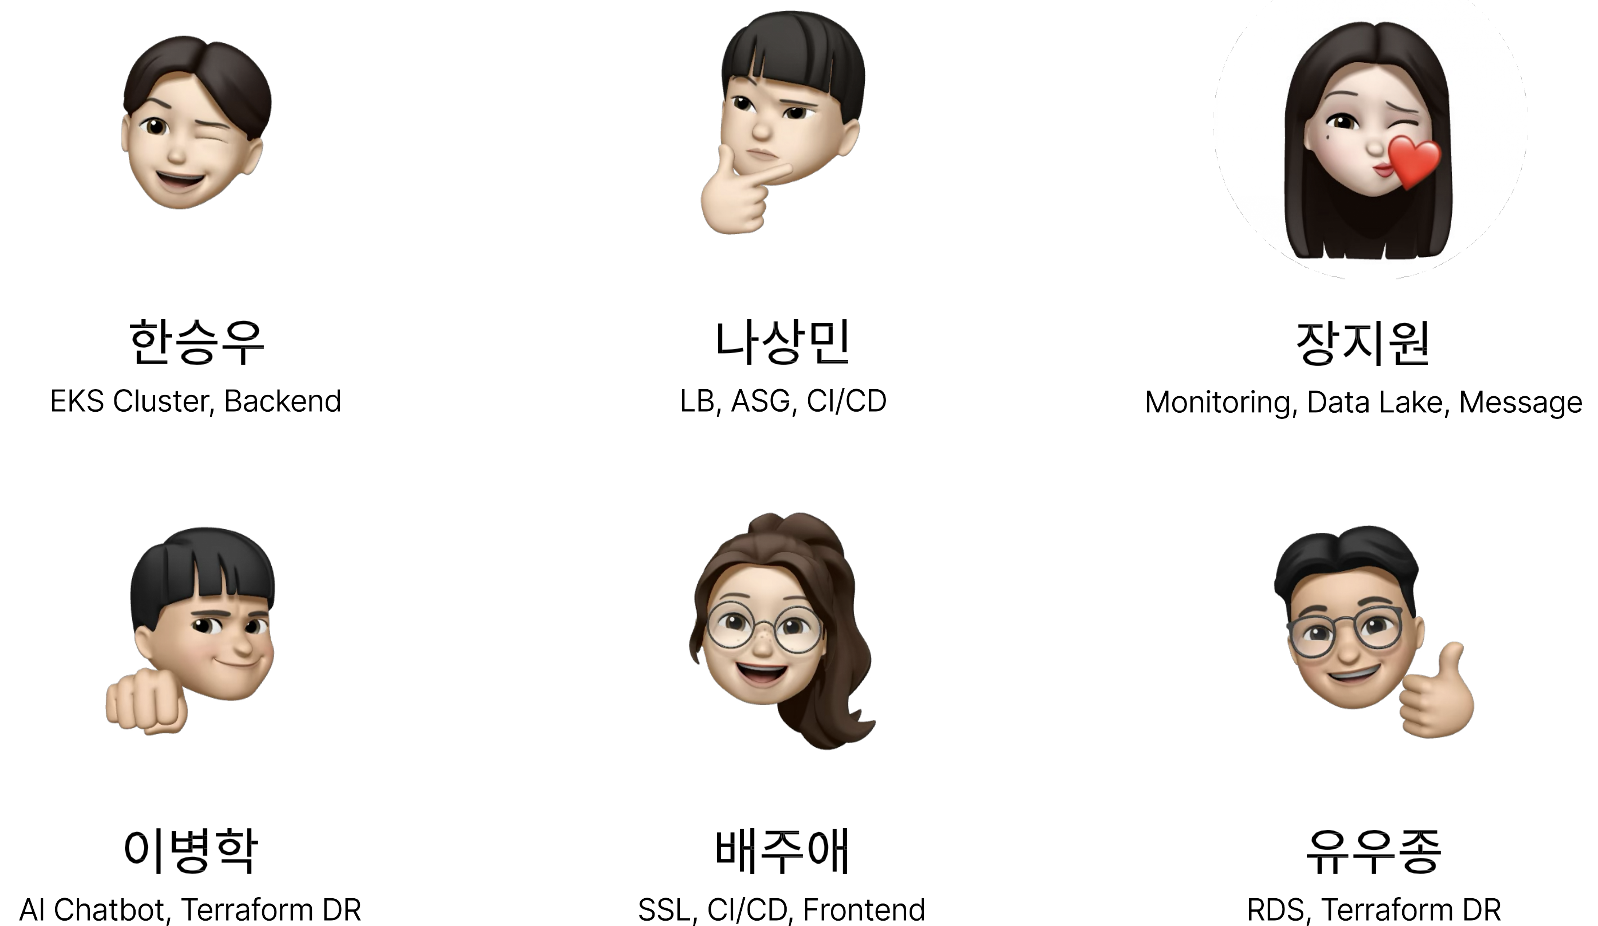 한승우
EKS Cluster, Backend
나상민
LB, ASG, CI/CD
장지원
Monitoring, Data Lake, Message
이병학
AI Chatbot, Terraform DR
배주애
SSL, CI/CD, Frontend
유우종
RDS, Terraform DR